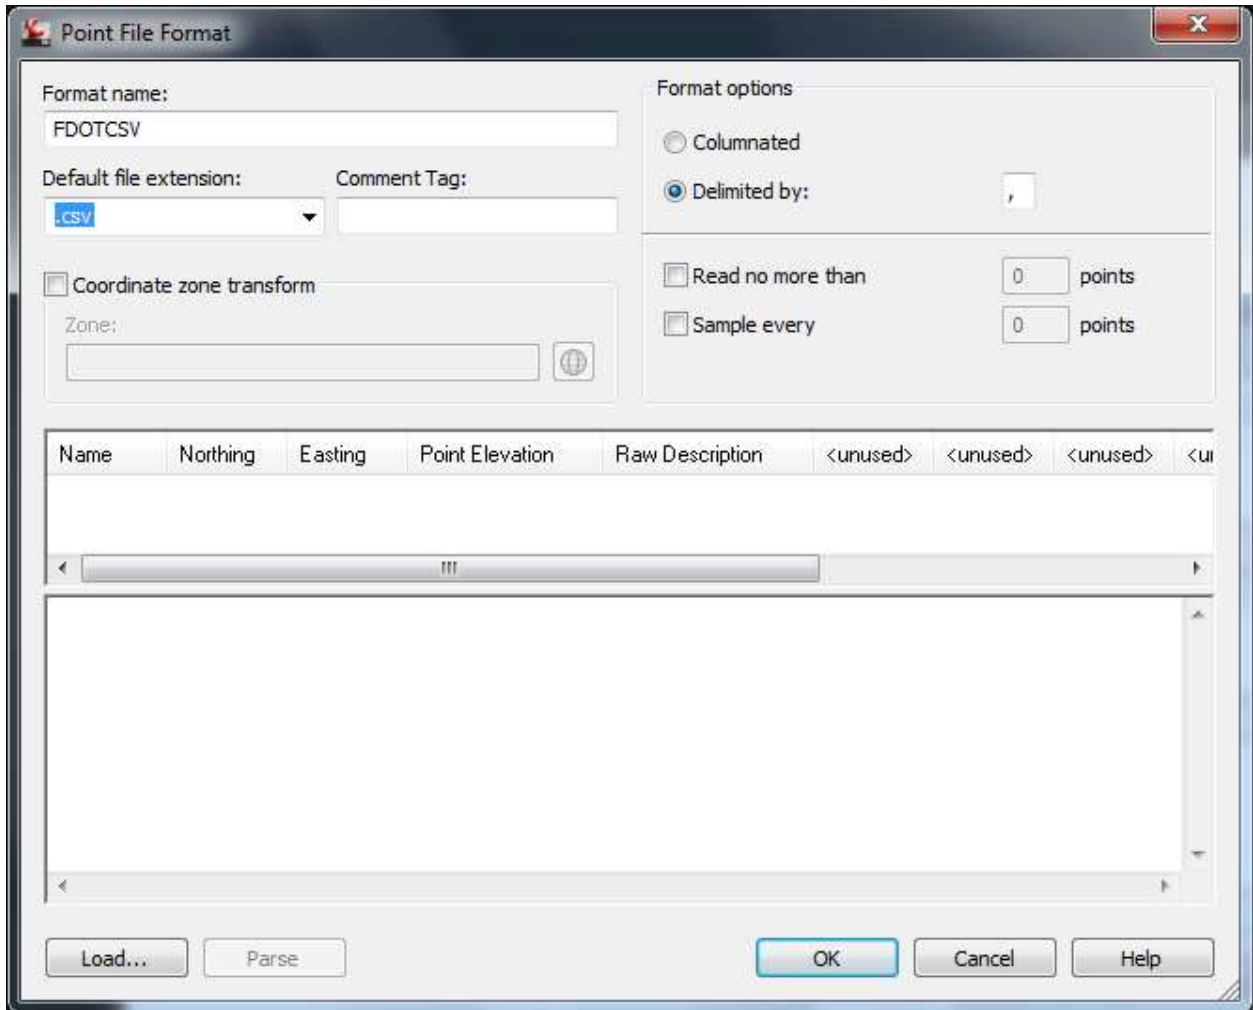 Point File Format
Format name:
FDOTCSV
Default file extension:
Comment Tag:
.csv
Coordinate zone transform
Zone:
Format options
Columnated
Delimited by: ,
Read no more than 0 points
Sample every 0 points
Name Northing Easting Point Elevation Raw Description <unused> <unused> <unused> <u
Load... Parse OK Cancel Help